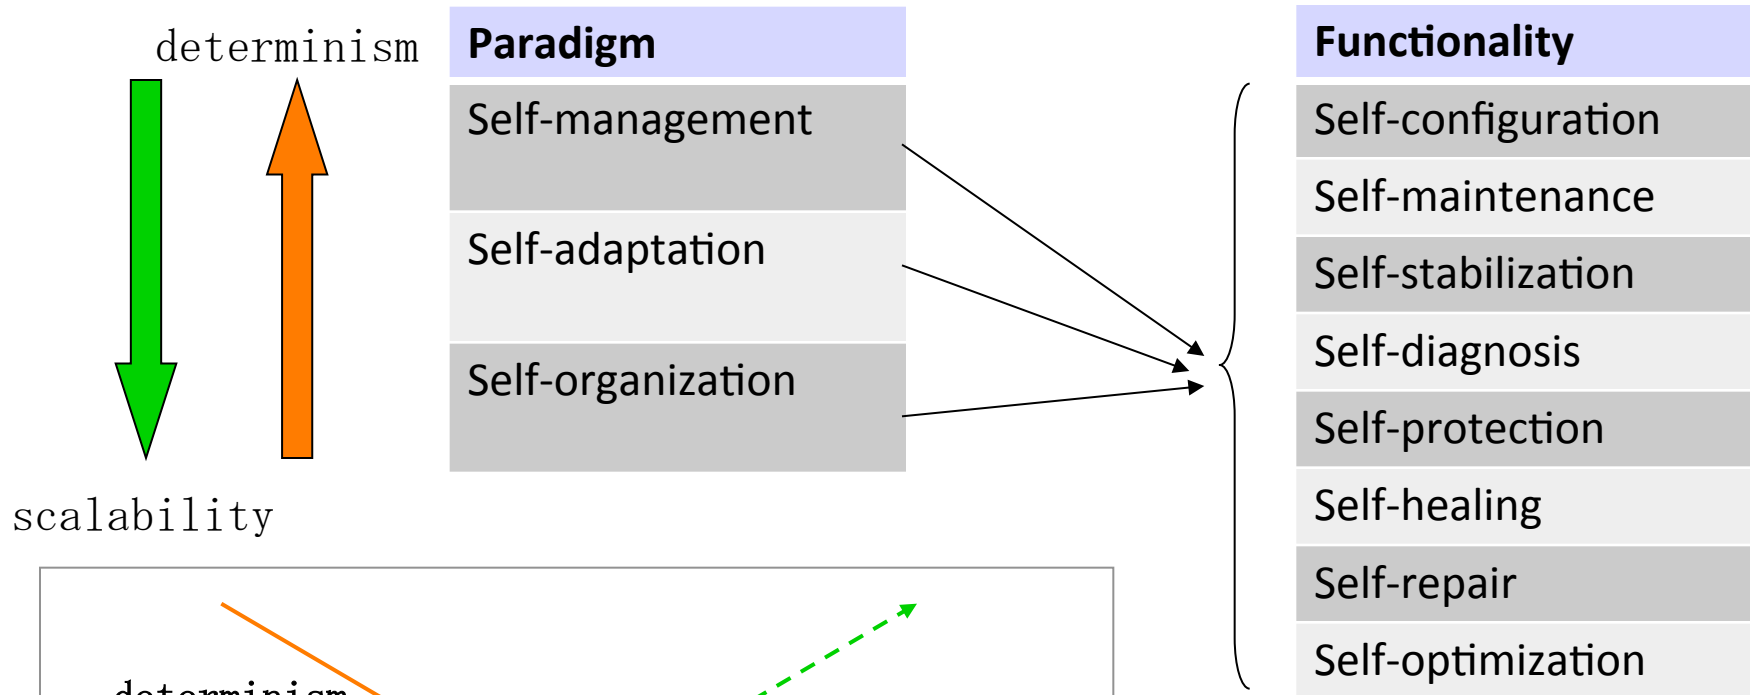 determinism
scalability
Paradigm
Self-management
Self-adaptation
Self-organization
Functionality
Self-configuration
Self-maintenance
Self-stabilization
Self-diagnosis
Self-protection
Self-healing
Self-repair
Self-optimization
determinism